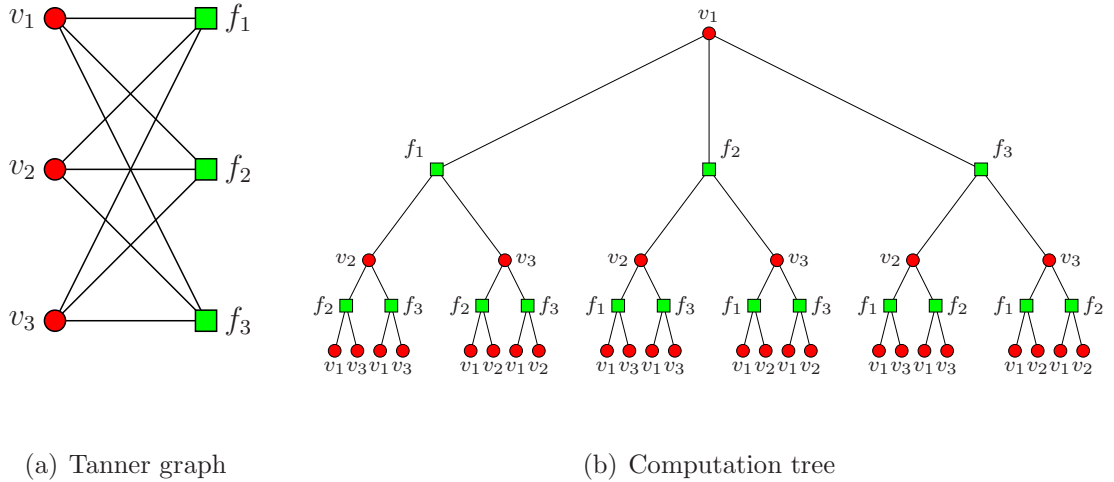 v₁ f₁
v₂ f₂
v₃ f₃
(a) Tanner graph
v₁
f₁ f₂ f₃
v₂ v₃ v₂ v₃ v₂ v₃
f₂ f₃ f₂ f₃ f₁ f₃ f₁ f₃ f₁ f₂ f₁ f₂
v₁ v₃ v₁ v₃ v₁ v₂ v₁ v₂ v₁ v₃ v₁ v₃ v₁ v₂ v₁ v₂ v₁ v₃ v₁ v₃ v₁ v₂ v₁ v₂
(b) Computation tree